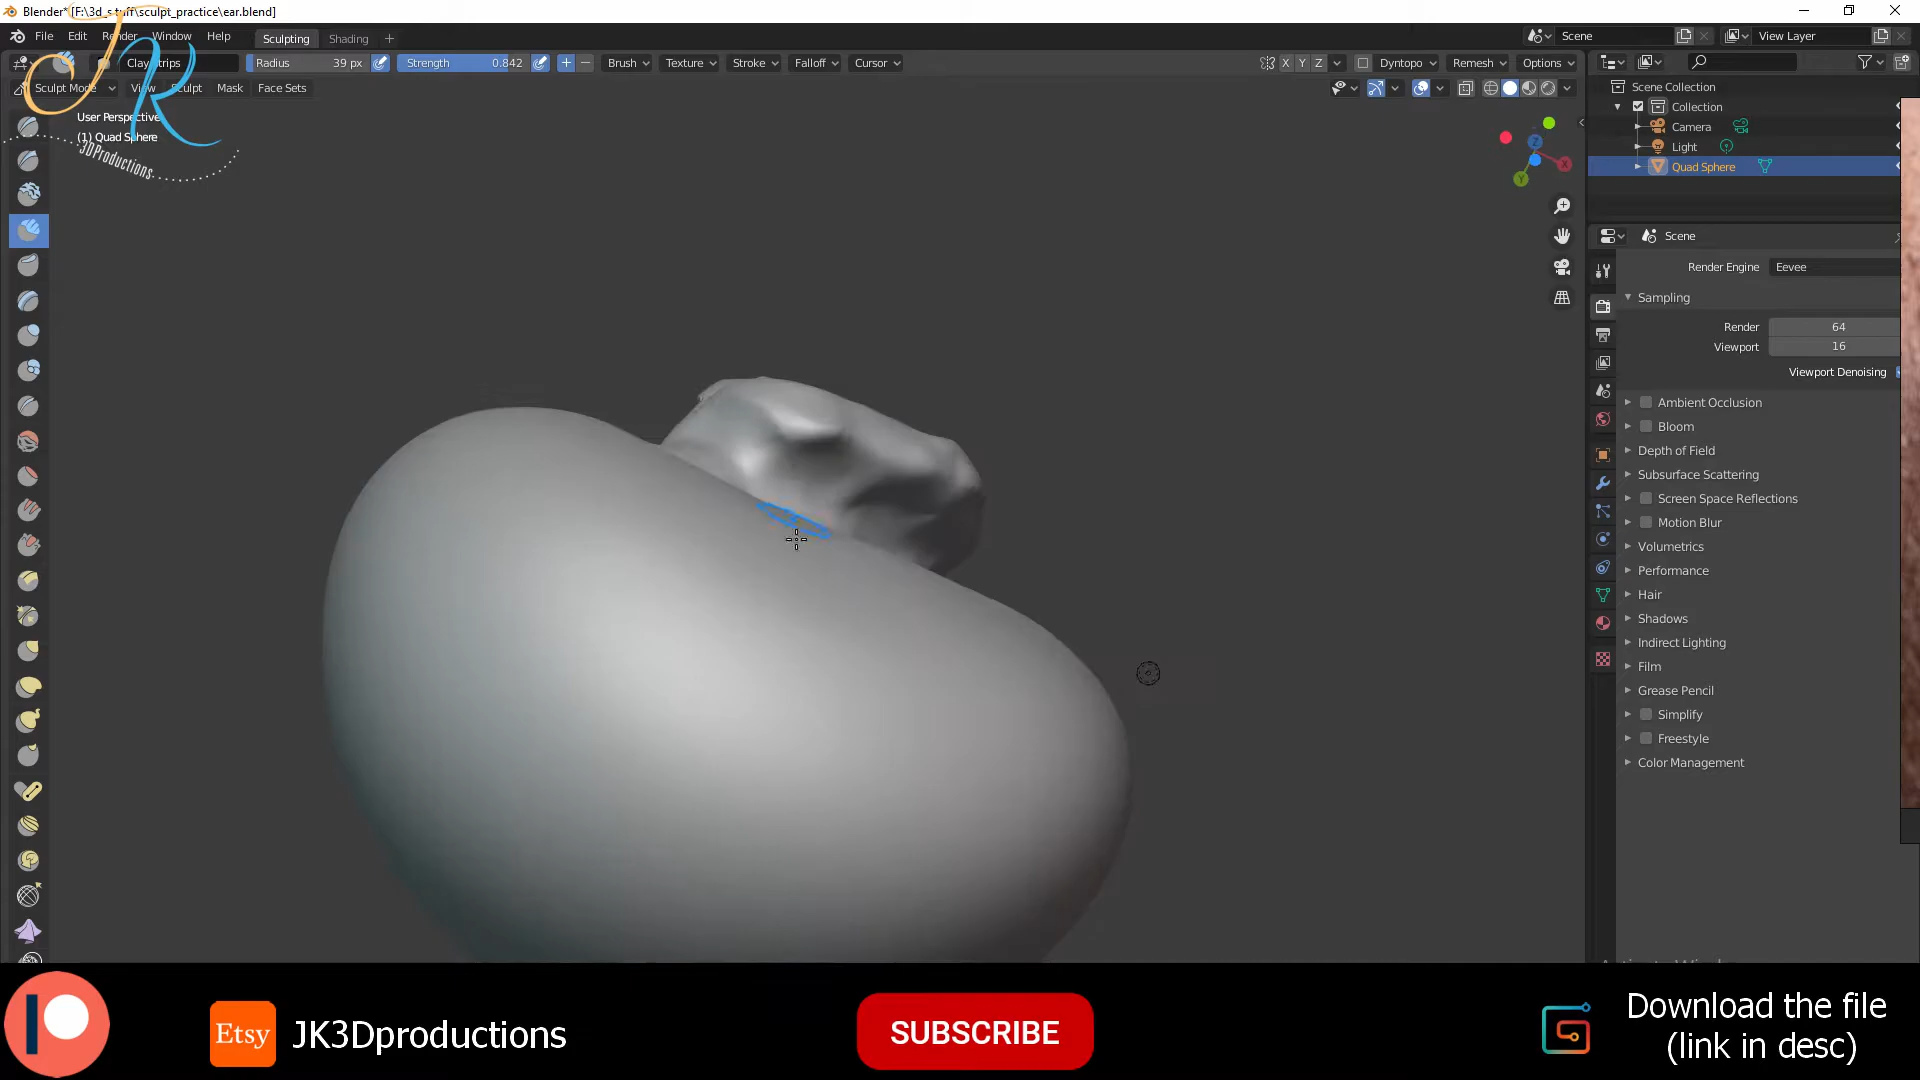 Blender* [F:\3d_stuff\sculpt_practice\ear.blend]
File Edit Render Window Help Sculpting Shading + Scene View Layer
Clay Strips Radius 39 px Strength 0.842 Brush Texture Stroke Falloff Cursor X Y Z Dyntopo Remesh Options
Sculpt Mode View Sculpt Mask Face Sets
User Perspective
(1) Quad Sphere
JR
3DProductions
Scene Collection
Collection
Camera
Light
Quad Sphere
Z
X
Y
Scene
Render Engine Eevee
Sampling
Render 64
Viewport 16
Viewport Denoising
Ambient Occlusion
Bloom
Depth of Field
Subsurface Scattering
Screen Space Reflections
Motion Blur
Volumetrics
Performance
Hair
Shadows
Indirect Lighting
Film
Grease Pencil
Simplify
Freestyle
Color Management
Etsy JK3Dproductions
SUBSCRIBE
Download the file
(link in desc)